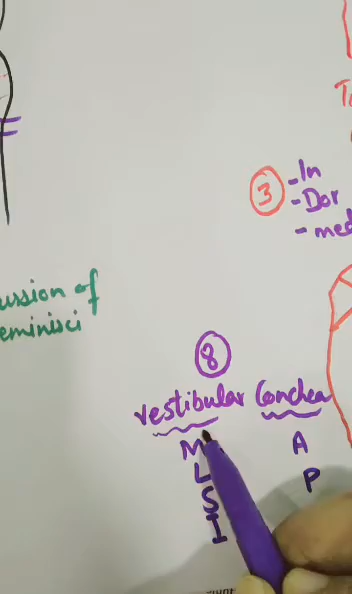 In
3 - Dor
- med
ussion of
eminisci
8
Vestibular Conchea
M A
L P
S
I